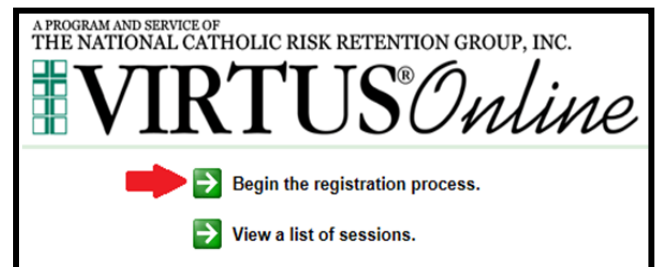 A PROGRAM AND SERVICE OF
THE NATIONAL CATHOLIC RISK RETENTION GROUP, INC.
VIRTUS® Online
Begin the registration process.
View a list of sessions.